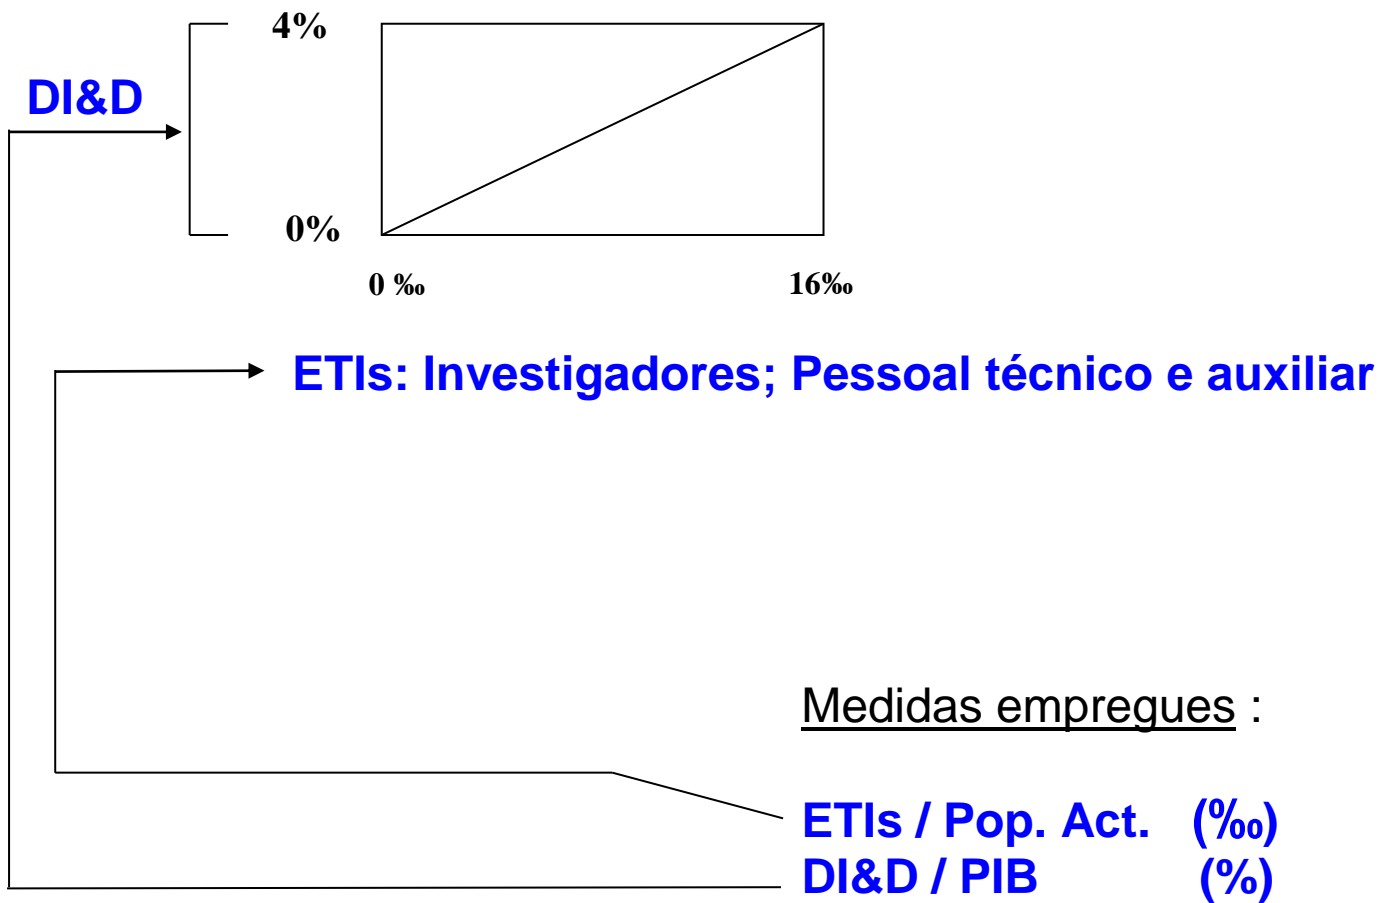 4%
DI&D
0%
0 ‰ 16‰
ETIs: Investigadores; Pessoal técnico e auxiliar
Medidas empregues :
ETIs / Pop. Act. (‰)
DI&D / PIB (%)